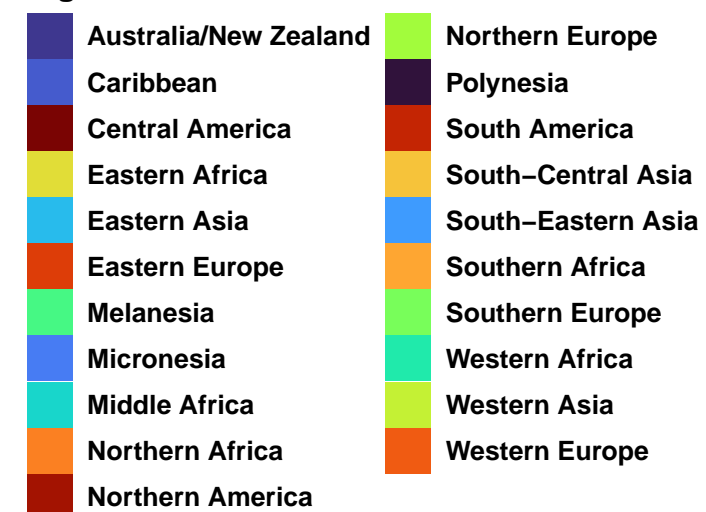 Australia/New Zealand
Caribbean
Central America
Eastern Africa
Eastern Asia
Eastern Europe
Melanesia
Micronesia
Middle Africa
Northern Africa
Northern America
Northern Europe
Polynesia
South America
South−Central Asia
South−Eastern Asia
Southern Africa
Southern Europe
Western Africa
Western Asia
Western Europe